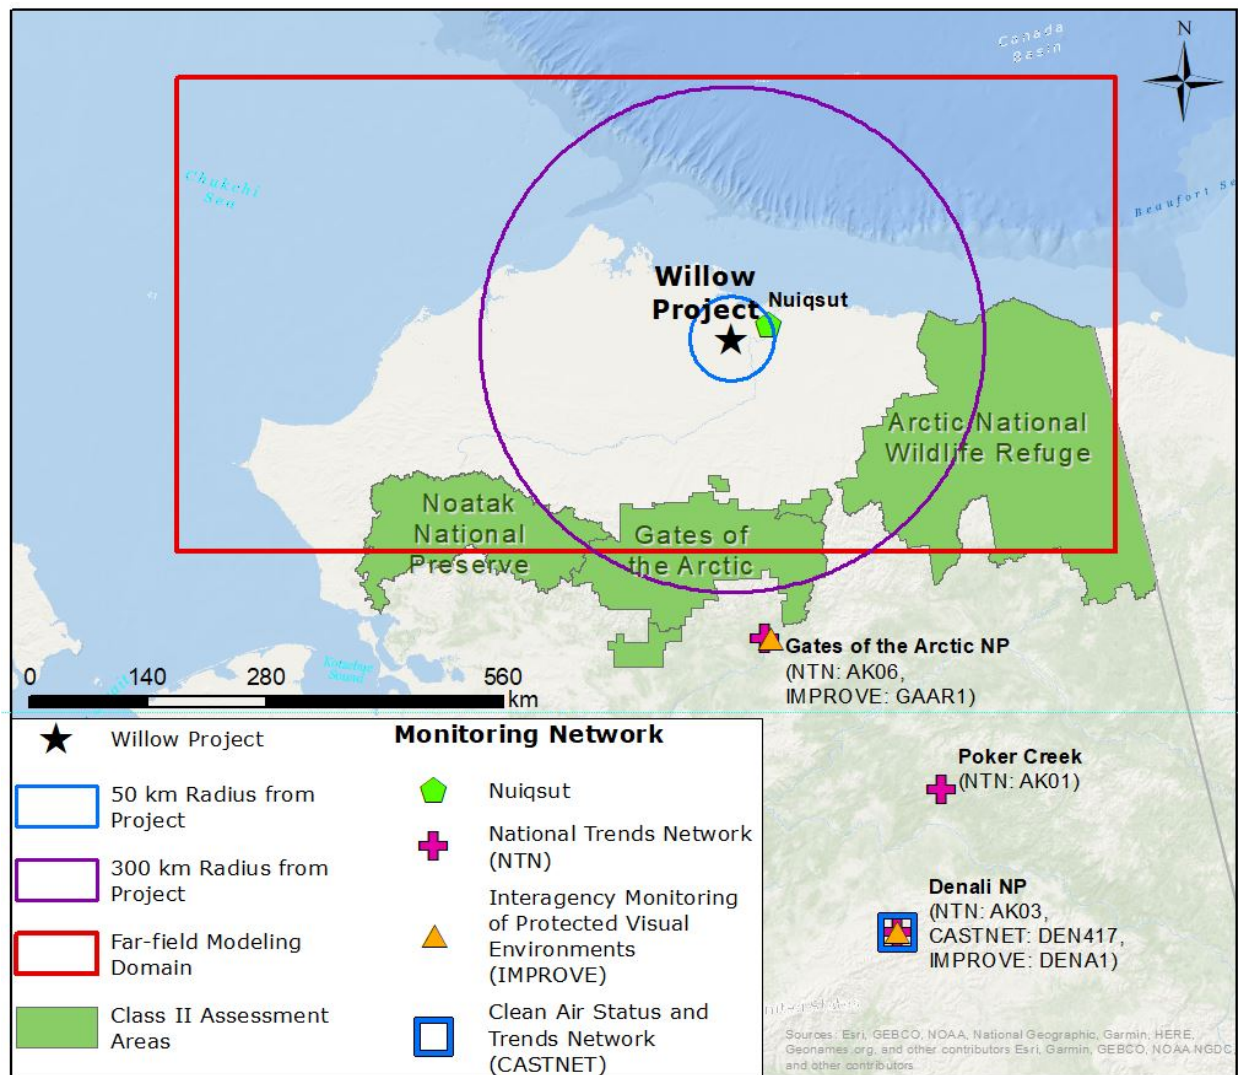 Canada
Basin
N
Chukchi
Sea
Willow
Project
Nuiqsut
Arctic National
Wildlife Refuge
Noatak
National
Preserve
Gates of
the Arctic
Gates of the Arctic NP
(NTN: AK06,
IMPROVE: GAAR1)
Kotzebue
Sound
0 140 280 560
km
Poker Creek
(NTN: AK01)
Denali NP
(NTN: AK03,
CASTNET: DEN417,
IMPROVE: DENA1)
Willow Project
50 km Radius from
Project
300 km Radius from
Project
Far-field Modeling
Domain
Class II Assessment
Areas
Monitoring Network
Nuiqsut
National Trends Network
(NTN)
Interagency Monitoring
of Protected Visual
Environments
(IMPROVE)
Clean Air Status and
Trends Network
(CASTNET)
Beaufort
Sources: Esri, GEBCO, NOAA, National Geographic, Garmin, HERE,
Geonames.org, and other contributors Esri, Garmin, GEBCO, NOAA NGDC,
and other contributors